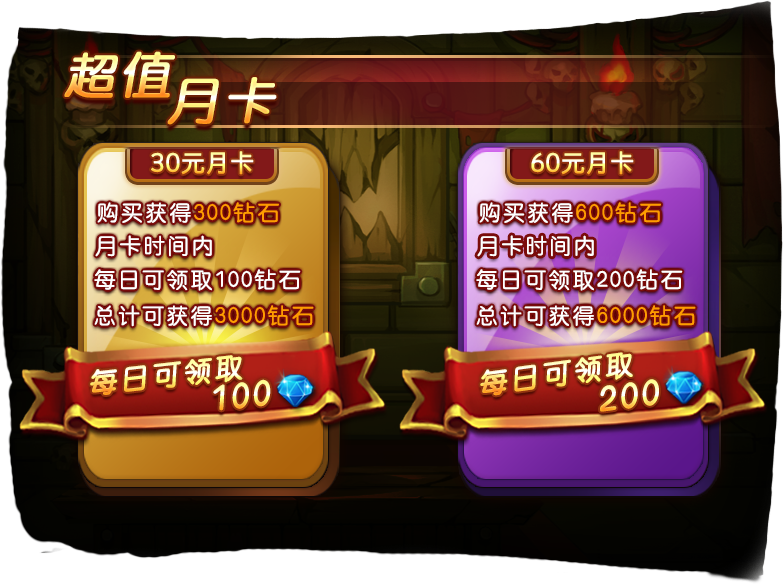 超值
月卡
30元月卡
购买获得300钻石
月卡时间内
每日可领取100钻石
总计可获得3000钻石
每日可领取
100
60元月卡
购买获得600钻石
月卡时间内
每日可领取200钻石
总计可获得6000钻石
每日可领取
200